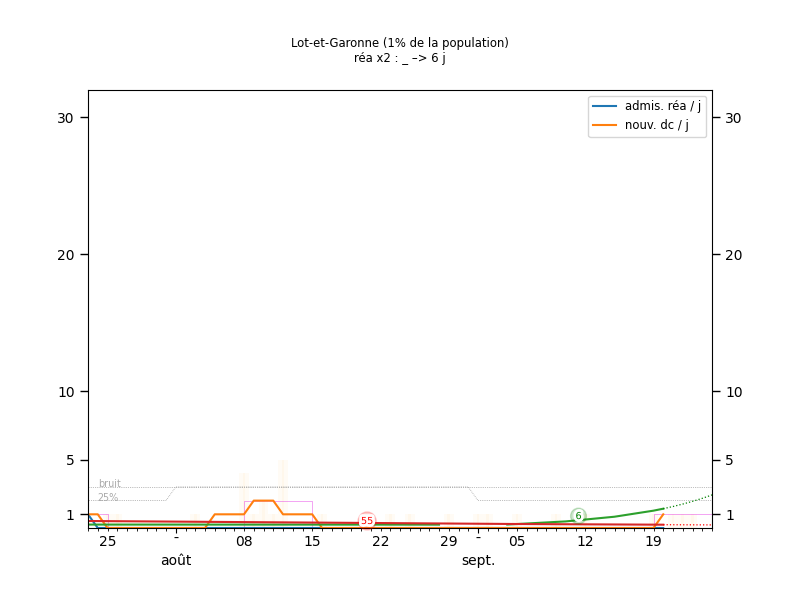 Lot-et-Garonne (1% de la population)
réa x2 : _ –> 6 j
admis. réa / j
nouv. dc / j
30 30
20 20
10 10
5 5
bruit
25%
1 1
55
6
25 - 08 15 22 29 - 05 12 19
août sept.